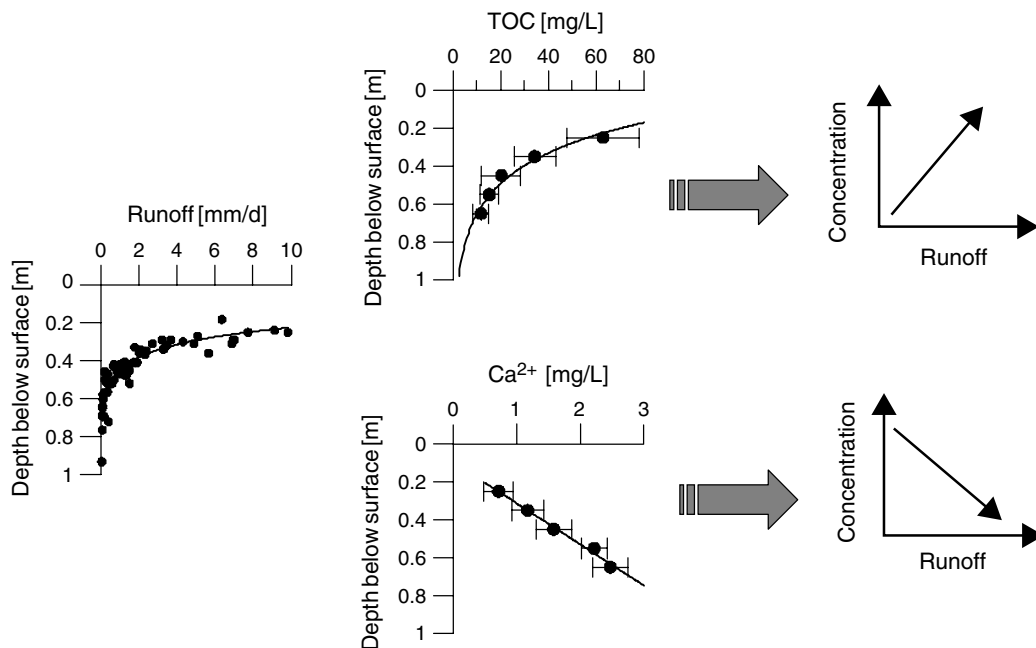 Runoff [mm/d]
0 2 4 6 8 10
Depth below surface [m]
0
0.2
0.4
0.6
0.8
1
TOC [mg/L]
0 20 40 60 80
Depth below surface [m]
0
0.2
0.4
0.6
0.8
1
Concentration
Runoff
Ca²⁺ [mg/L]
0 1 2 3
Depth below surface [m]
0
0.2
0.4
0.6
0.8
1
Concentration
Runoff